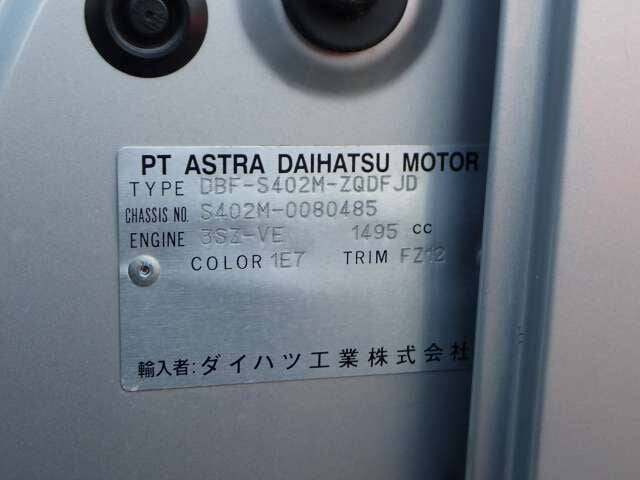 PT ASTRA DAIHATSU MOTOR
TYPE DBF-S402M-ZQDFJD
CHASSIS NO. S402M-0080485
ENGINE 3SZ-VE 1495 CC
COLOR 1E7 TRIM FZ12
輸入者:ダイハツ工業株式会社